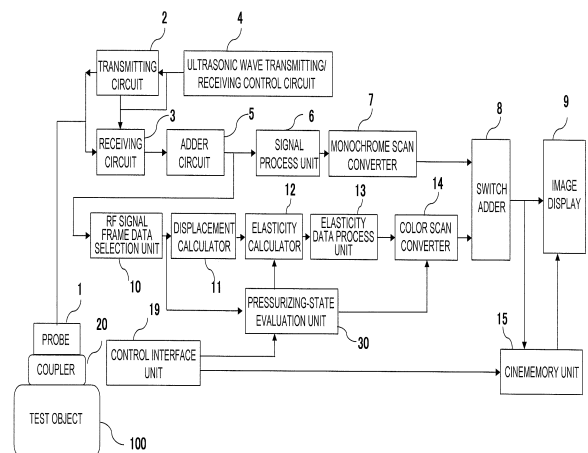 2
4
TRANSMITTING
CIRCUIT
ULTRASONIC WAVE TRANSMITTING/
RECEIVING CONTROL CIRCUIT
3
5
6
7
8
9
RECEIVING
CIRCUIT
ADDER
CIRCUIT
SIGNAL
PROCESS UNIT
MONOCHROME SCAN
CONVERTER
SWITCH
ADDER
IMAGE
DISPLAY
12
13
14
RF SIGNAL
FRAME DATA
SELECTION UNIT
DISPLACEMENT
CALCULATOR
ELASTICITY
CALCULATOR
ELASTICITY
DATA PROCESS
UNIT
COLOR SCAN
CONVERTER
10
11
1
20
19
PRESSURIZING-STATE
EVALUATION UNIT
30
15
PROBE
COUPLER
CONTROL INTERFACE
UNIT
CINEMEMORY UNIT
TEST OBJECT
100